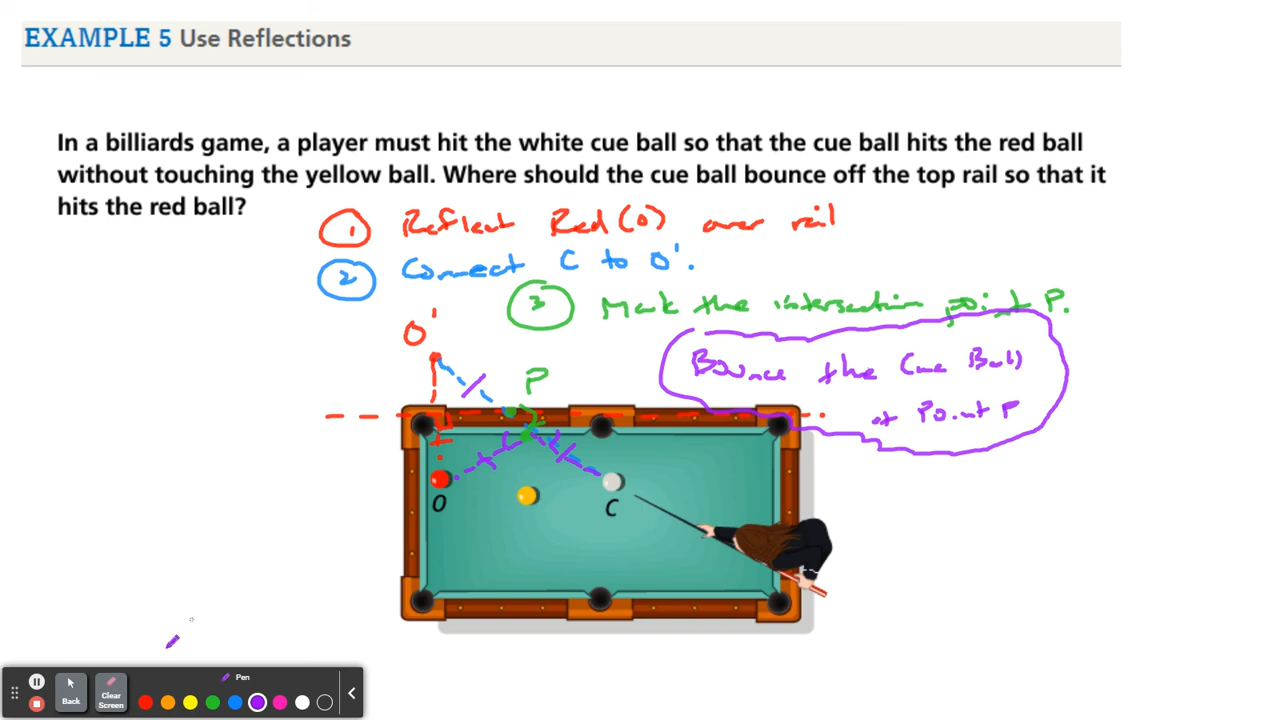 EXAMPLE 5 Use Reflections
In a billiards game, a player must hit the white cue ball so that the cue ball hits the red ball
without touching the yellow ball. Where should the cue ball bounce off the top rail so that it
hits the red ball?
1 Reflect Red (O) over rail
2 Connect C to O'.
3 Mark the intersection point P.
O'
P
Bounce the Cue Ball
at Point P
O
C
Pen
Back
Clear
Screen